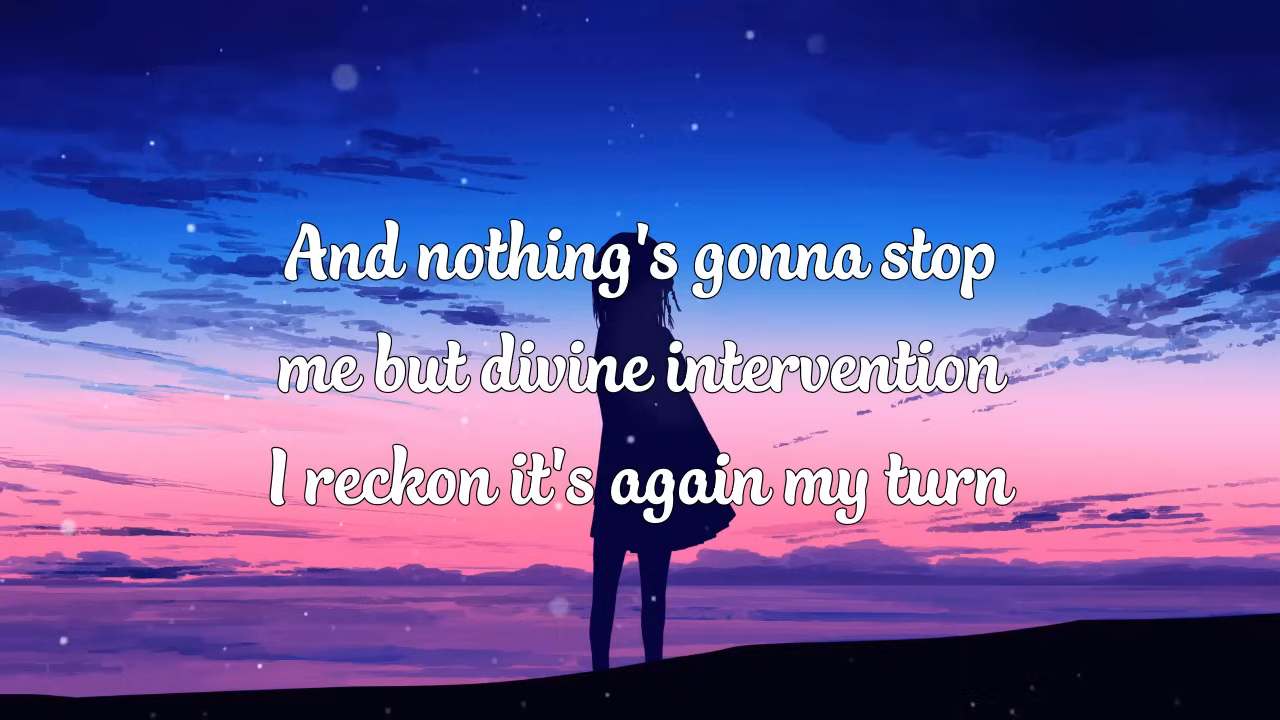 And nothing's gonna stop
me but divine intervention
I reckon it's again my turn